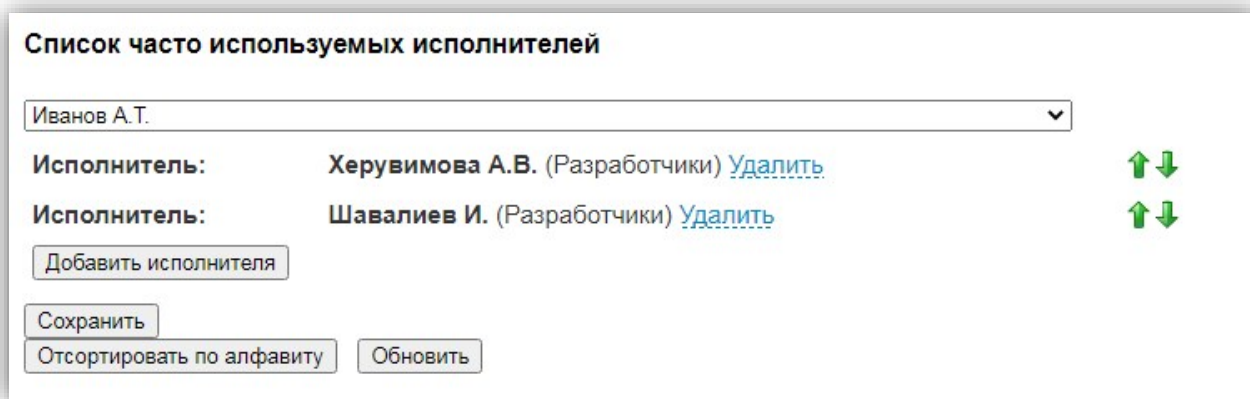 Список часто используемых исполнителей
Иванов А.Т.
Исполнитель: Херувимова А.В. (Разработчики) Удалить
Исполнитель: Шавалиев И. (Разработчики) Удалить
Добавить исполнителя
Сохранить
Отсортировать по алфавиту Обновить